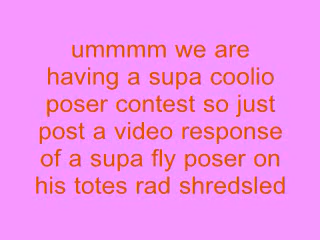 ummmm we are
having a supa coolio
poser contest so just
post a video response
of a supa fly poser on
his totes rad shredsled